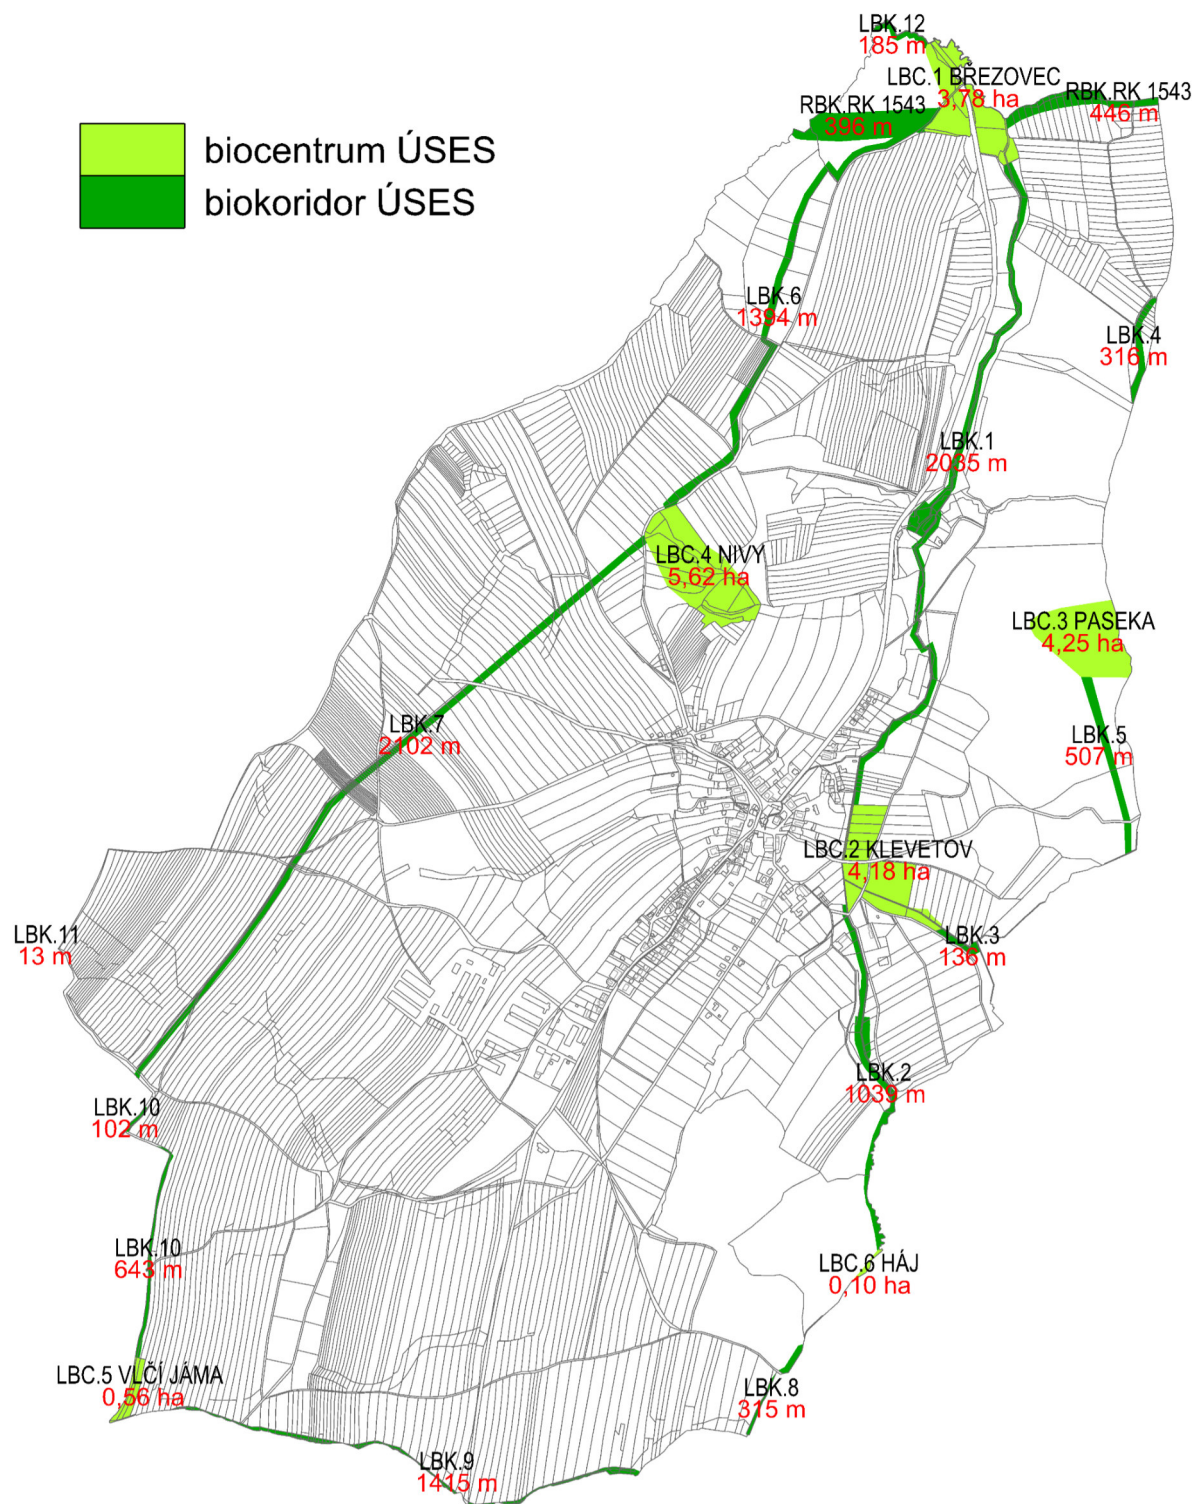 LBK.12
185 m
LBC.1 BŘEZOVEC
3,78 ha
RBK.RK 1543
446 m
RBK.RK 1543
396 m
biocentrum ÚSES
biokoridor ÚSES
LBK.6
1394 m
LBK.4
316 m
LBK.1
2035 m
LBC.4 NIVY
5,62 ha
LBC.3 PASEKA
4,25 ha
LBK.7
2102 m
LBK.5
507 m
LBC.2 KLEVETOV
4,18 ha
LBK.11
13 m
LBK.3
136 m
LBK.2
1039 m
LBK.10
102 m
LBK.10
643 m
LBC.6 HÁJ
0,10 ha
LBC.5 VLČÍ JÁMA
0,56 ha
LBK.8
315 m
LBK.9
1415 m